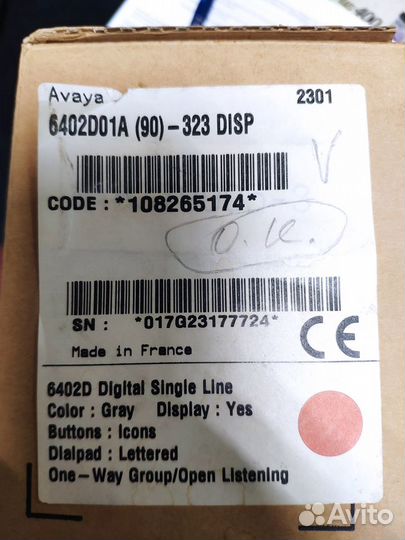 Avaya 2301
6402D01A (90)-323 DISP
V
CODE : *108265174*
O.K.
SN : *017G23177724*
CE
Made in France
6402D Digital Single Line
Color : Gray Display : Yes
Buttons : Icons
Dialpad : Lettered
One-Way Group/Open Listening
Avito